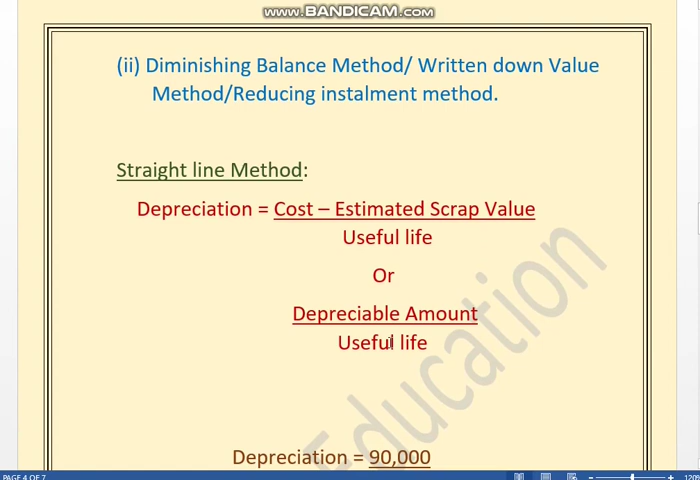 www.BANDICAM.com
(ii) Diminishing Balance Method/ Written down Value
Method/Reducing instalment method.
Straight line Method:
Depreciation = Cost – Estimated Scrap Value
Useful life
Or
Depreciable Amount
Useful life
Education
Depreciation = 90,000
PAGE 4 OF 7
120%